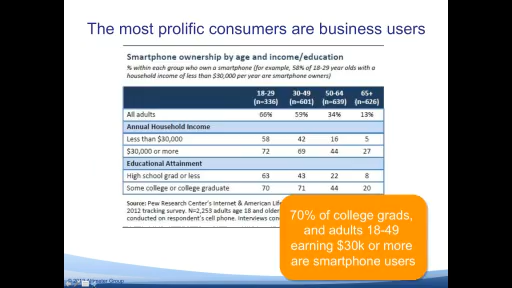 The most prolific consumers are business users
Smartphone ownership by age and income/education
% within each group who own a smartphone (for example, 58% of 18-29 year olds with a
household income of less than $30,000 per year are smartphone owners)
18-29 30-49 50-64 65+
(n=336) (n=601) (n=639) (n=626)
All adults 66% 59% 34% 13%
Annual Household Income
Less than $30,000 58 42 16 5
$30,000 or more 72 69 44 27
Educational Attainment
High school grad or less 63 43 22 8
Some college or college graduate 70 71 44 20
Source: Pew Research Center's Internet & American Li
2012 tracking survey. N=2,253 adults age 18 and older
conducted on respondent's cell phone. Interviews con
70% of college grads,
and adults 18-49
earning $30k or more
are smartphone users
Group